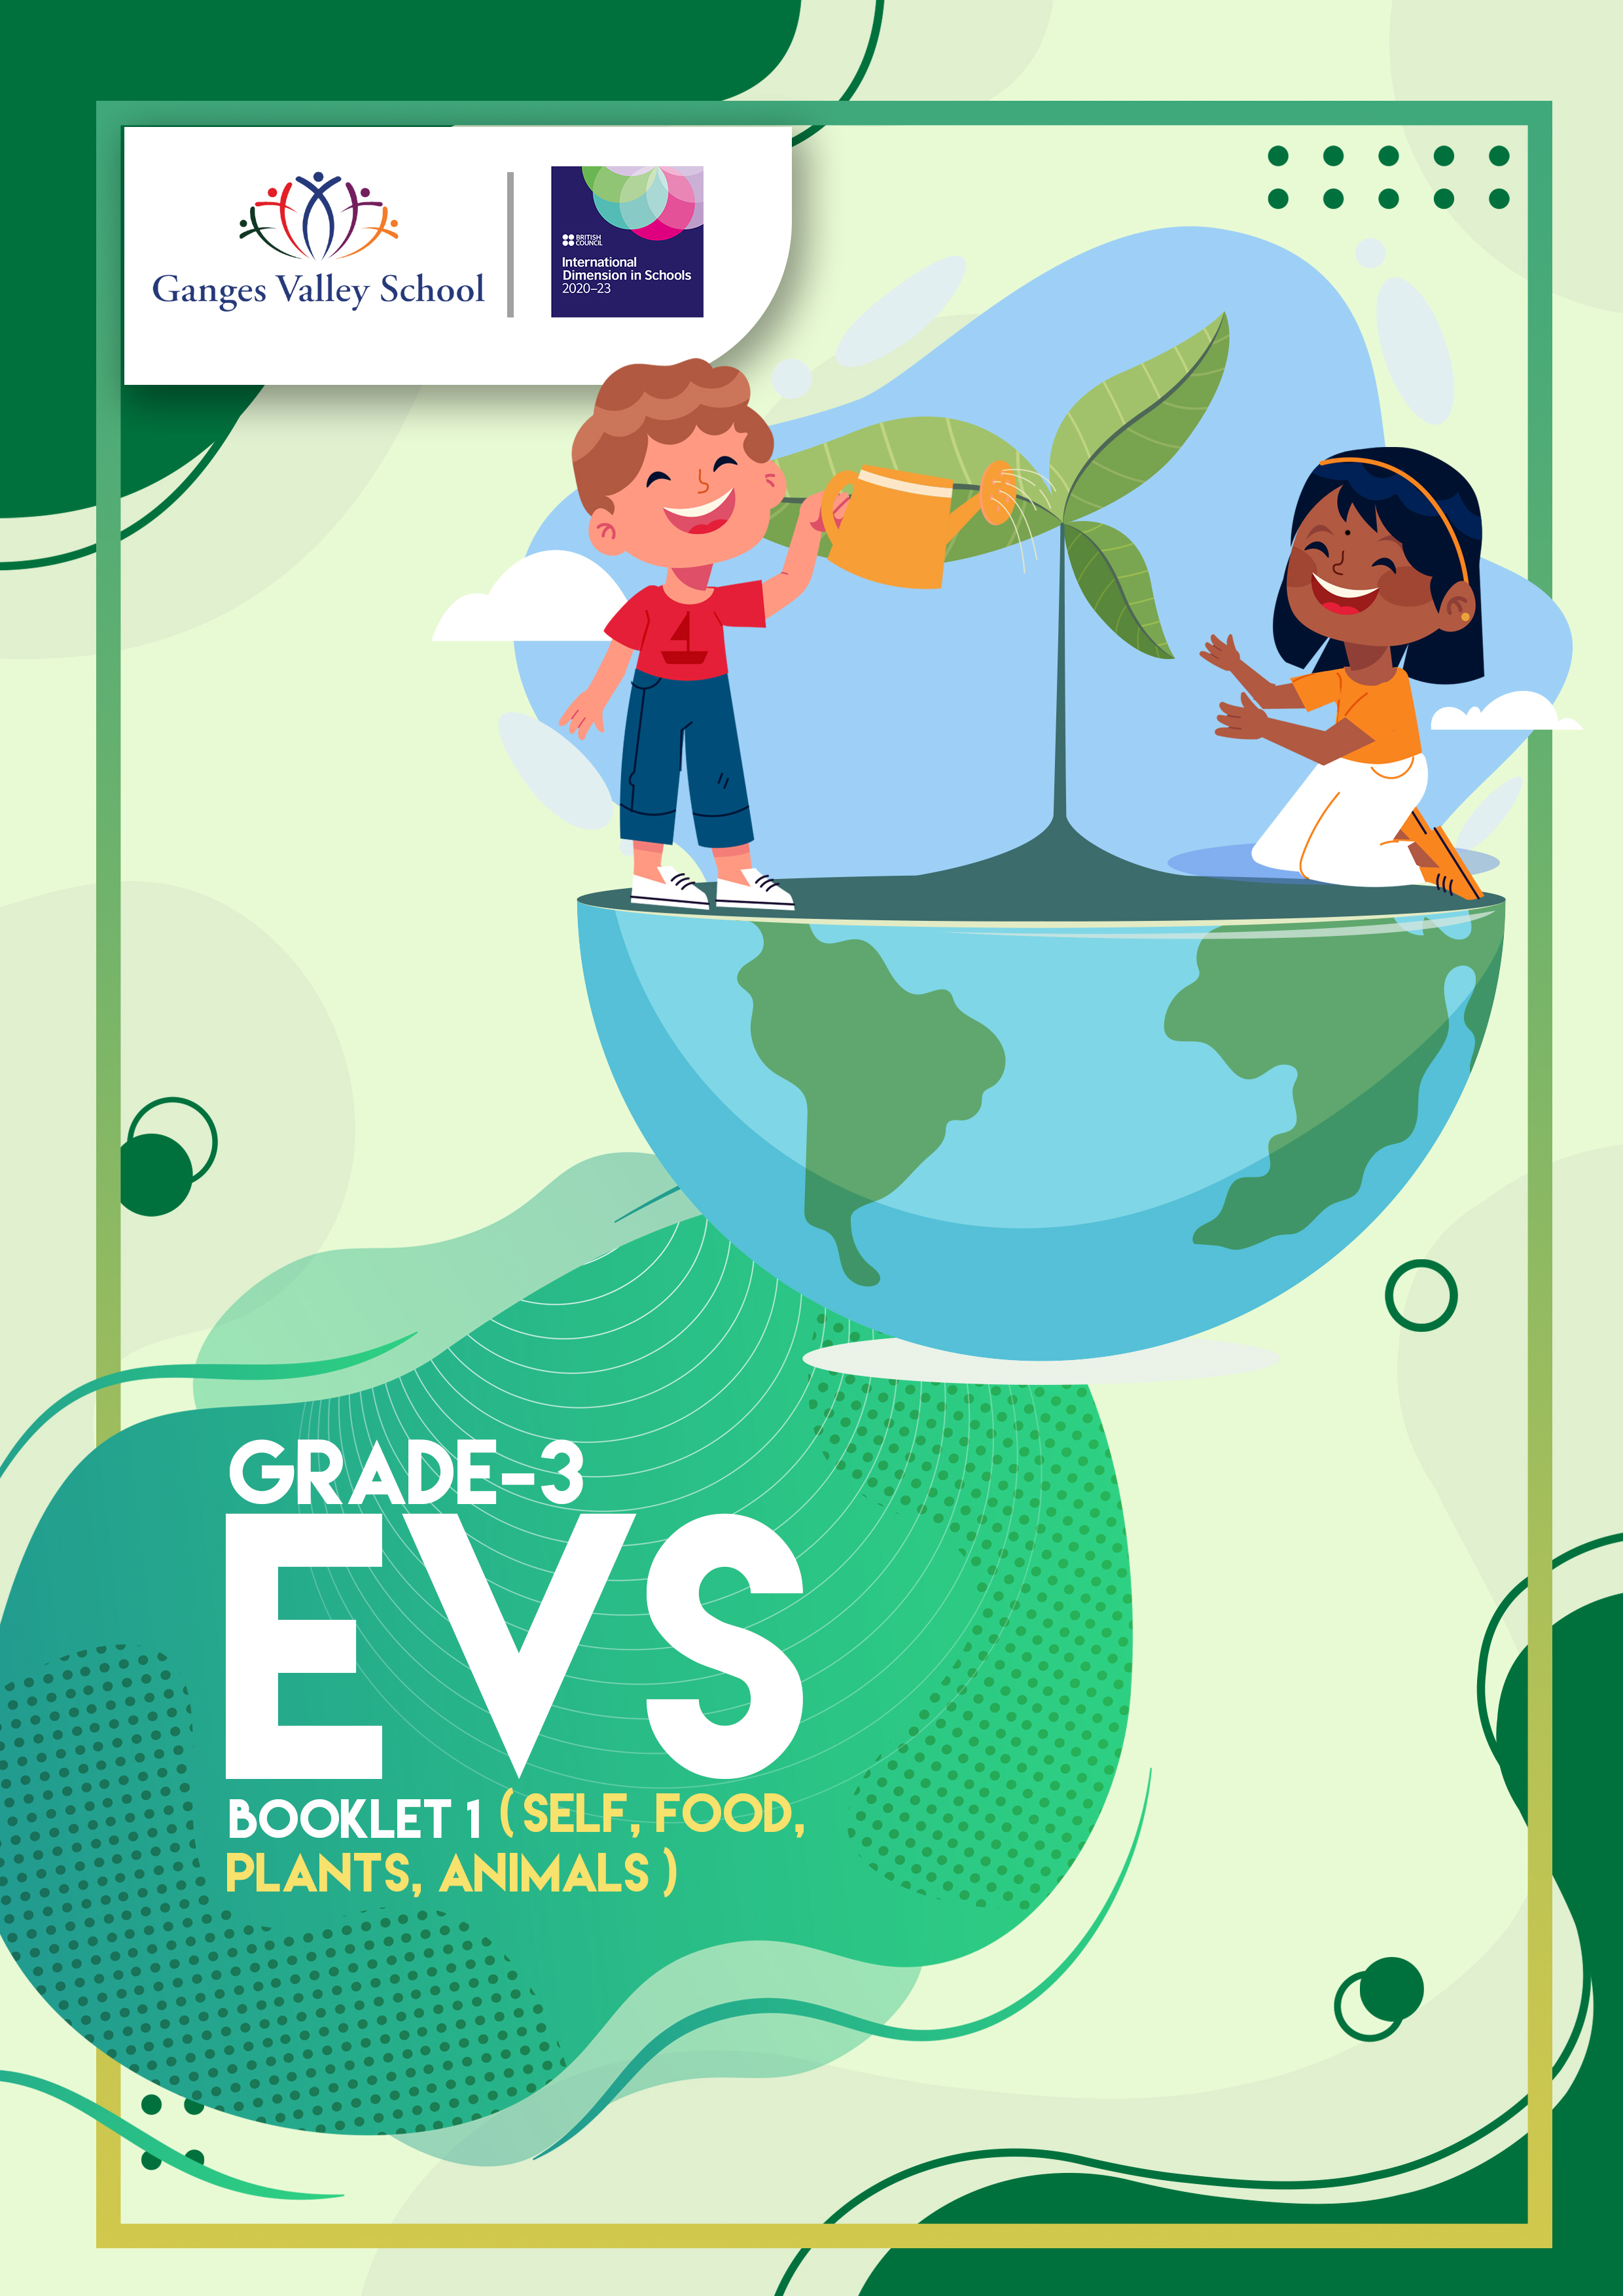 Ganges Valley School
BRITISH
COUNCIL
International
Dimension in Schools
2020–23
GRADE-3
EVS
BOOKLET 1 ( SELF, FOOD,
PLANTS, ANIMALS )